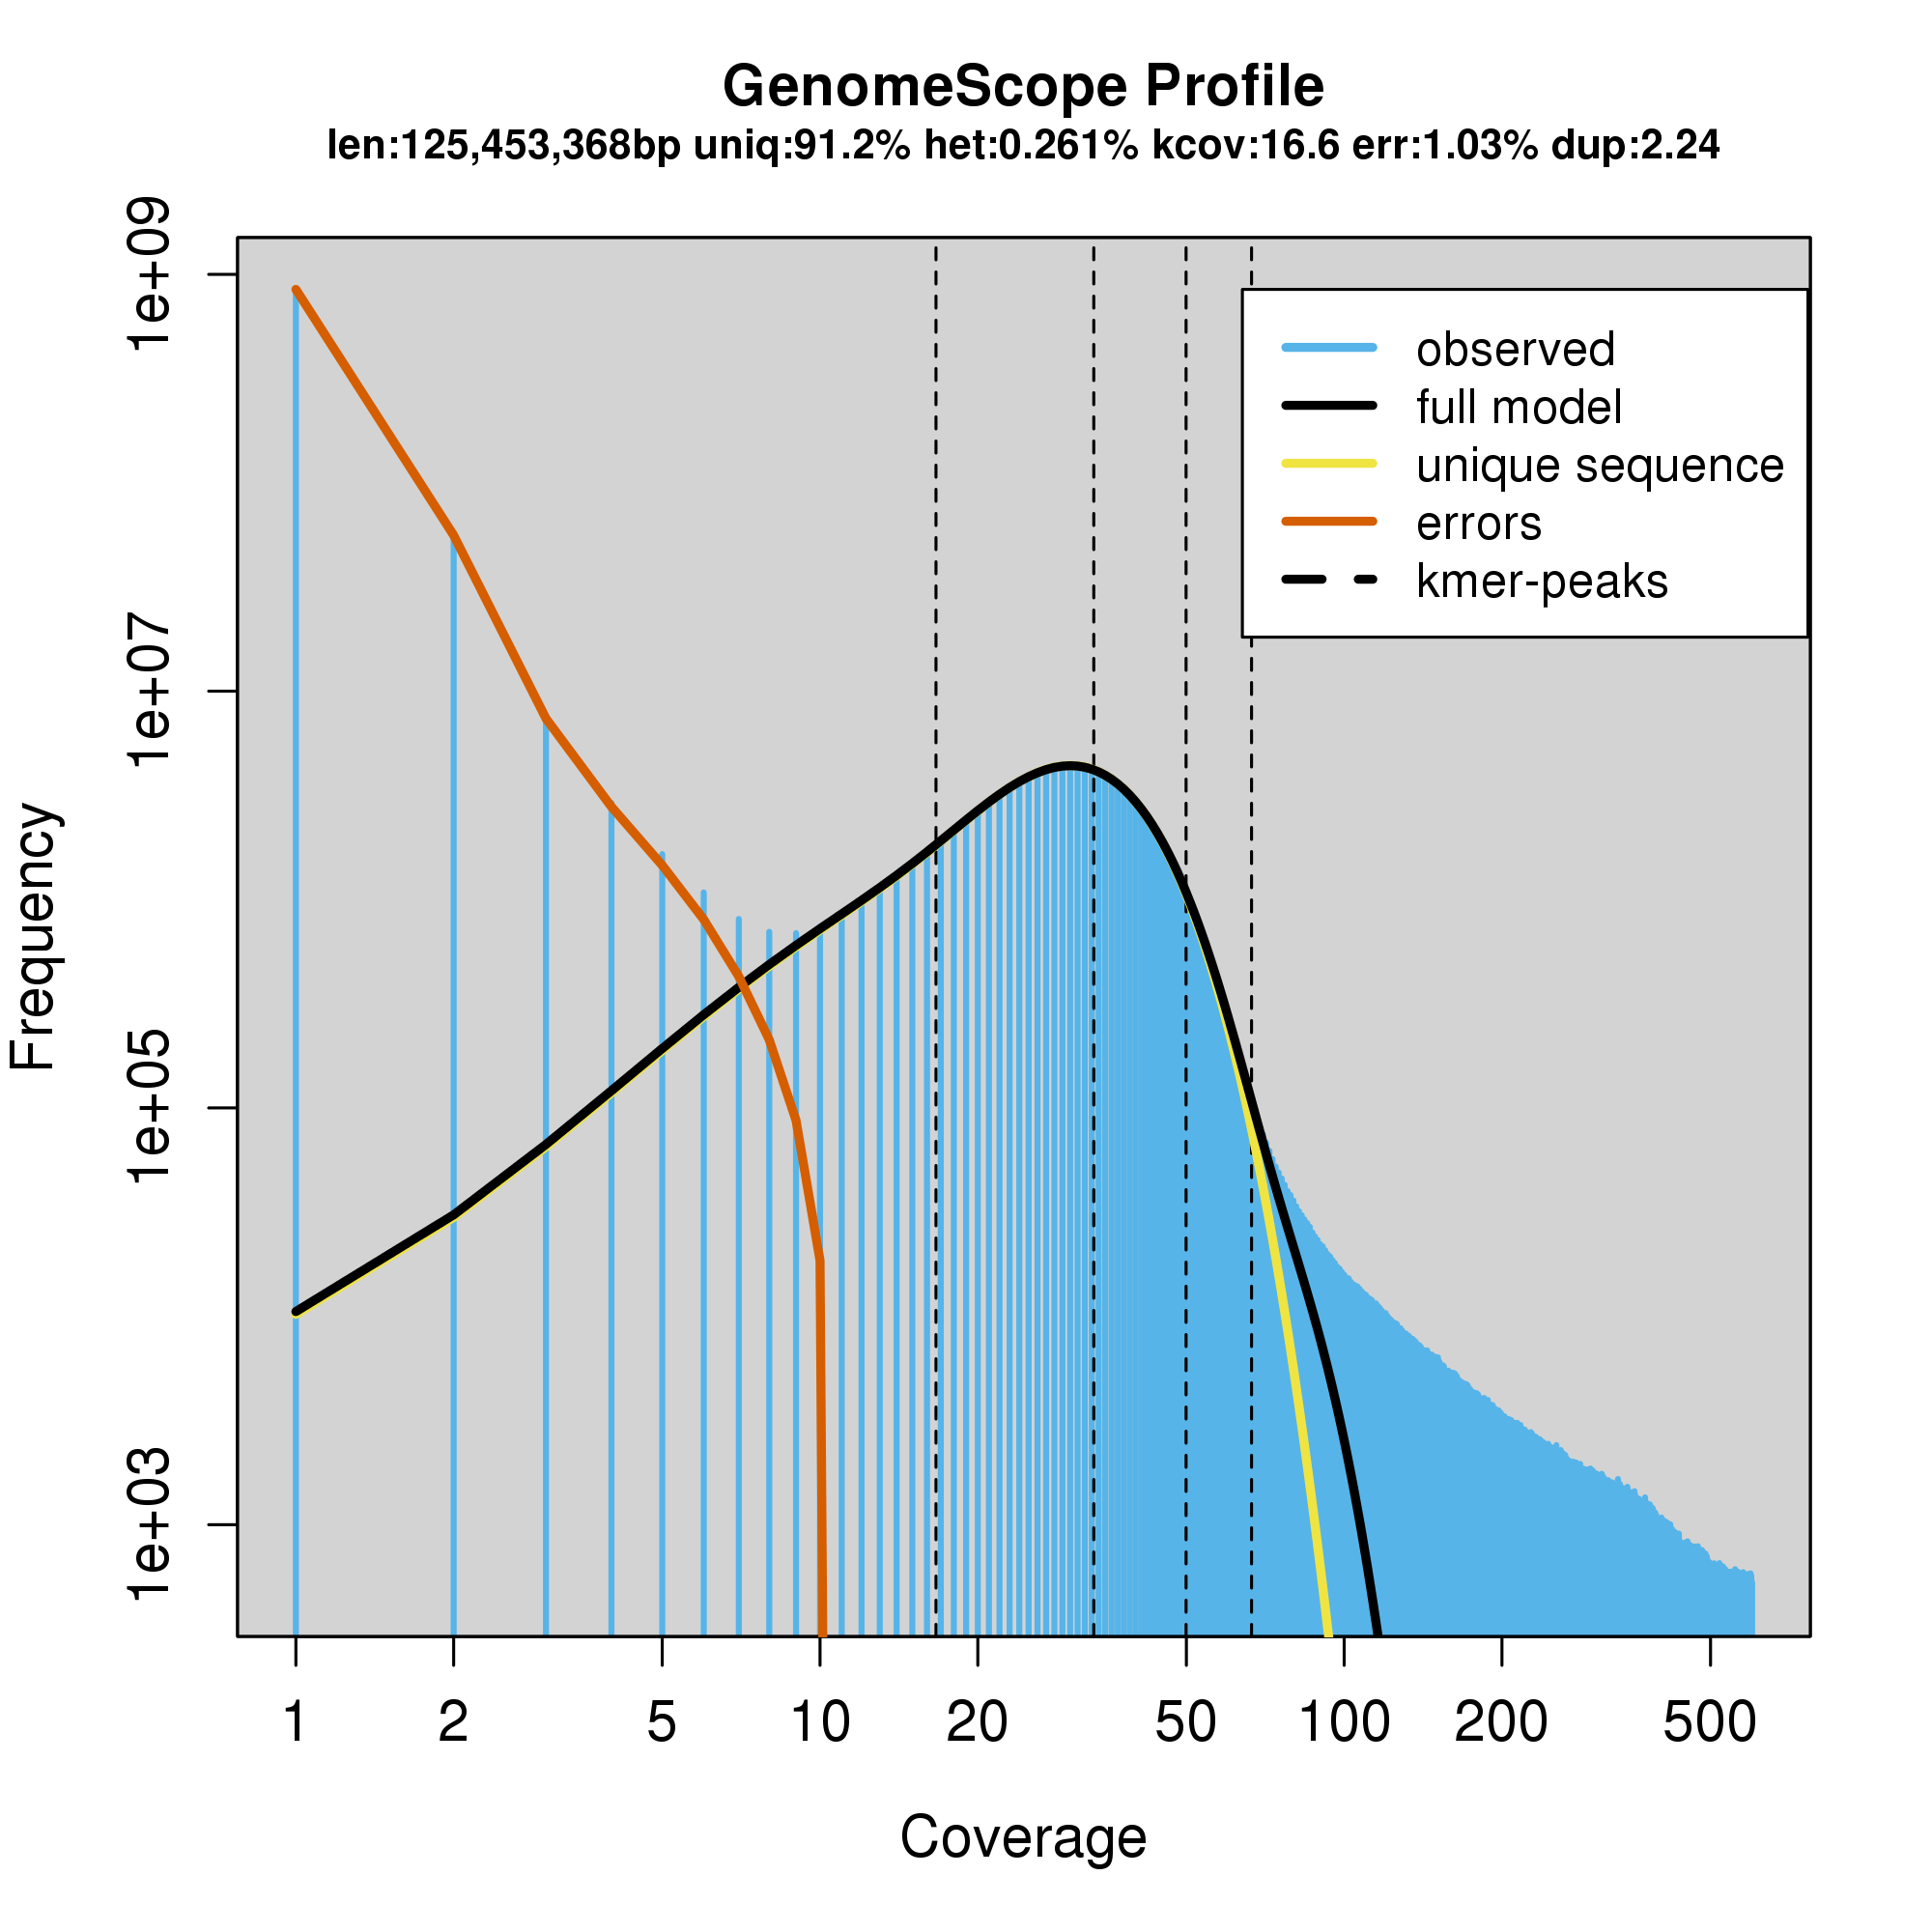 GenomeScope Profile
len:125,453,368bp uniq:91.2% het:0.261% kcov:16.6 err:1.03% dup:2.24
1e+09
1e+07
1e+05
1e+03
Frequency
observed
full model
unique sequence
errors
kmer-peaks
1 2 5 10 20 50 100 200 500
Coverage